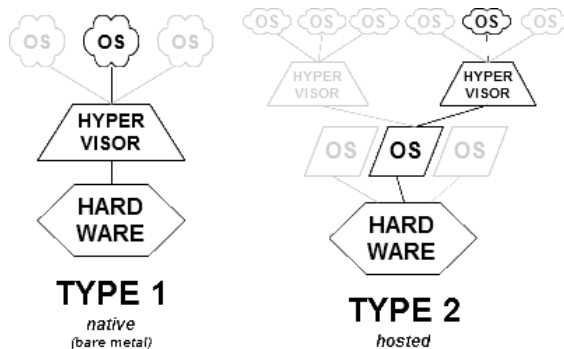 OS
OS
OS
HYPER
VISOR
HARD
WARE
TYPE 1
native
(bare metal)
OS
OS
OS
OS
OS
OS
HYPER
VISOR
HYPER
VISOR
OS
OS
OS
HARD
WARE
TYPE 2
hosted